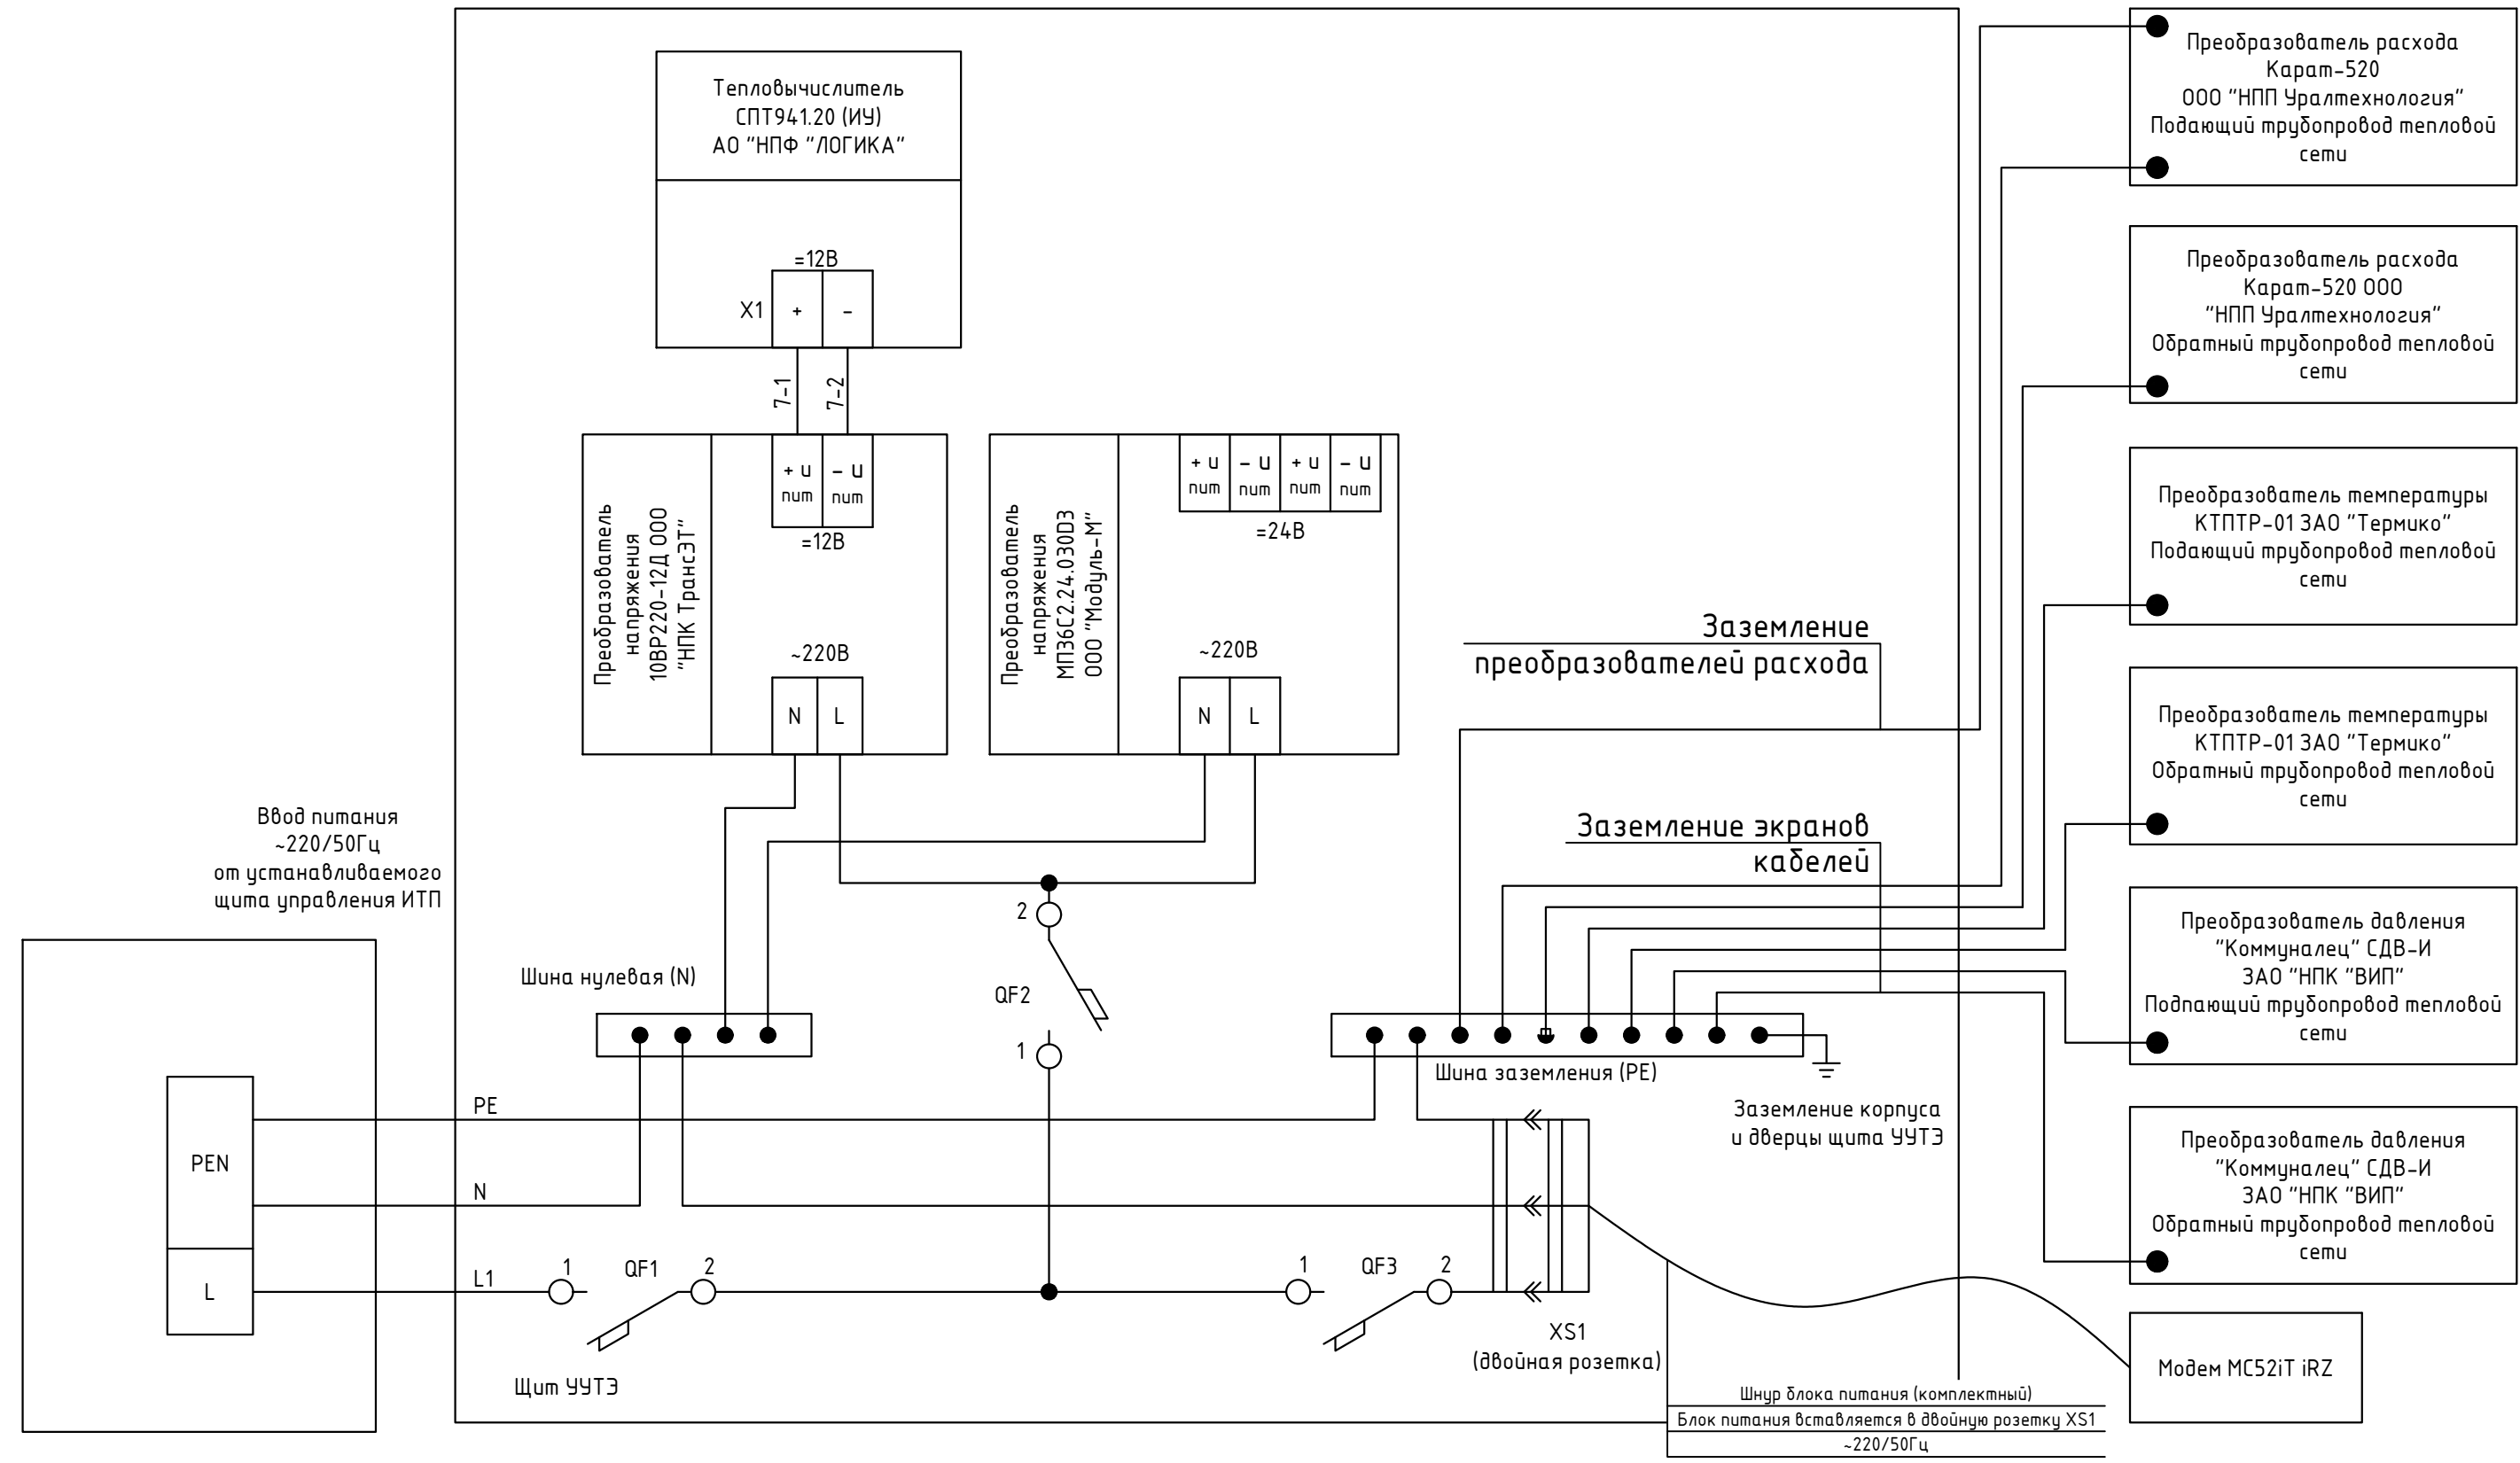 Тепловычислитель
СПТ941.20 (ИУ)
АО "НПФ "ЛОГИКА"
=12В
Х1
+
-
7-1
7-2
Преобразователь
напряжения
10ВР220-12Д ООО
"НПК ТрансЭТ"
+ U
пит
- U
пит
=12В
~220В
N
L
Преобразователь
напряжения
МП36С2.24.030D3
ООО "Модуль-М"
+ U
пит
- U
пит
+ U
пит
- U
пит
=24В
~220В
N
L
Заземление
преобразователей расхода
Заземление экранов
кабелей
Ввод питания
~220/50Гц
от устанавливаемого
щита управления ИТП
PEN
L
Шина нулевая (N)
2
QF2
1
Шина заземления (PE)
Заземление корпуса
и дверцы щита УУТЭ
PE
N
L1
1
QF1
2
1
QF3
2
XS1
(двойная розетка)
Щит УУТЭ
Шнур блока питания (комплектный)
Блок питания вставляется в двойную розетку XS1
~220/50Гц
Преобразователь расхода
Карат-520
ООО "НПП Уралтехнология"
Подающий трубопровод тепловой
сети
Преобразователь расхода
Карат-520 ООО
"НПП Уралтехнология"
Обратный трубопровод тепловой
сети
Преобразователь температуры
КТПТР-01 ЗАО "Термико"
Подающий трубопровод тепловой
сети
Преобразователь температуры
КТПТР-01 ЗАО "Термико"
Обратный трубопровод тепловой
сети
Преобразователь давления
"Коммуналец" СДВ-И
ЗАО "НПК "ВИП"
Подпающий трубопровод тепловой
сети
Преобразователь давления
"Коммуналец" СДВ-И
ЗАО "НПК "ВИП"
Обратный трубопровод тепловой
сети
Модем MC52iT iRZ